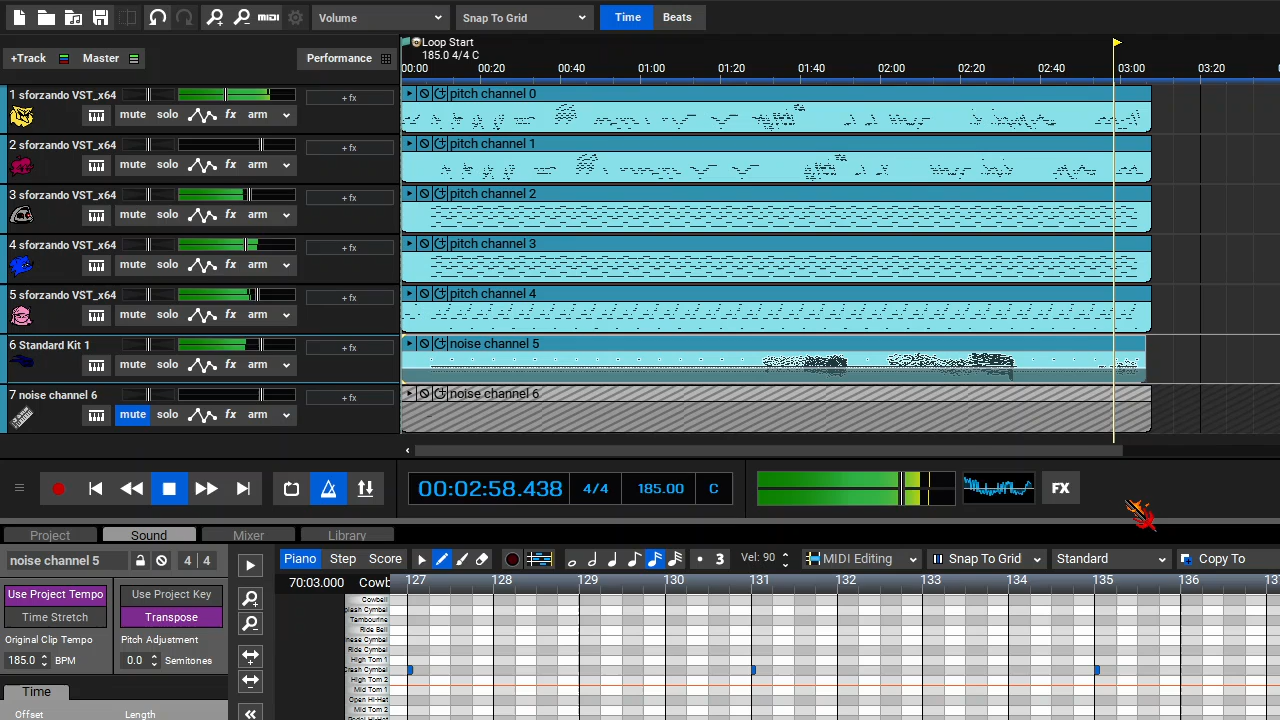 MIDI Volume Snap To Grid Time Beats
Loop Start
+Track Master Performance 185.0 4/4 C
00:00 00:20 00:40 01:00 01:20 01:40 02:00 02:20 02:40 03:00 03:20
1 sforzando VST_x64 + fx pitch channel 0
mute solo fx arm
2 sforzando VST_x64 + fx pitch channel 1
mute solo fx arm
3 sforzando VST_x64 + fx pitch channel 2
mute solo fx arm
4 sforzando VST_x64 + fx pitch channel 3
mute solo fx arm
5 sforzando VST_x64 + fx pitch channel 4
mute solo fx arm
6 Standard Kit 1 + fx noise channel 5
mute solo fx arm
7 noise channel 6 + fx noise channel 6
mute solo fx arm
00:02:58.438 4/4 185.00 C FX
Project Sound Mixer Library
noise channel 5 4 4 Piano Step Score 3 Vel: 90 MIDI Editing Snap To Grid Standard Copy To
70:03.000 Cowb 127 128 129 130 131 132 133 134 135 136 137
Use Project Tempo Use Project Key
Time Stretch Transpose
Original Clip Tempo Pitch Adjustment
185.0 BPM 0.0 Semitones
Time
Offset Length
Cowbell
plash Cymbal
Tambourine
Ride Bell
nese Cymbal
Ride Cymbal
High Tom 1
rash Cymbal
High Tom 2
Mid Tom 1
Open Hi-Hat
Mid Tom 2